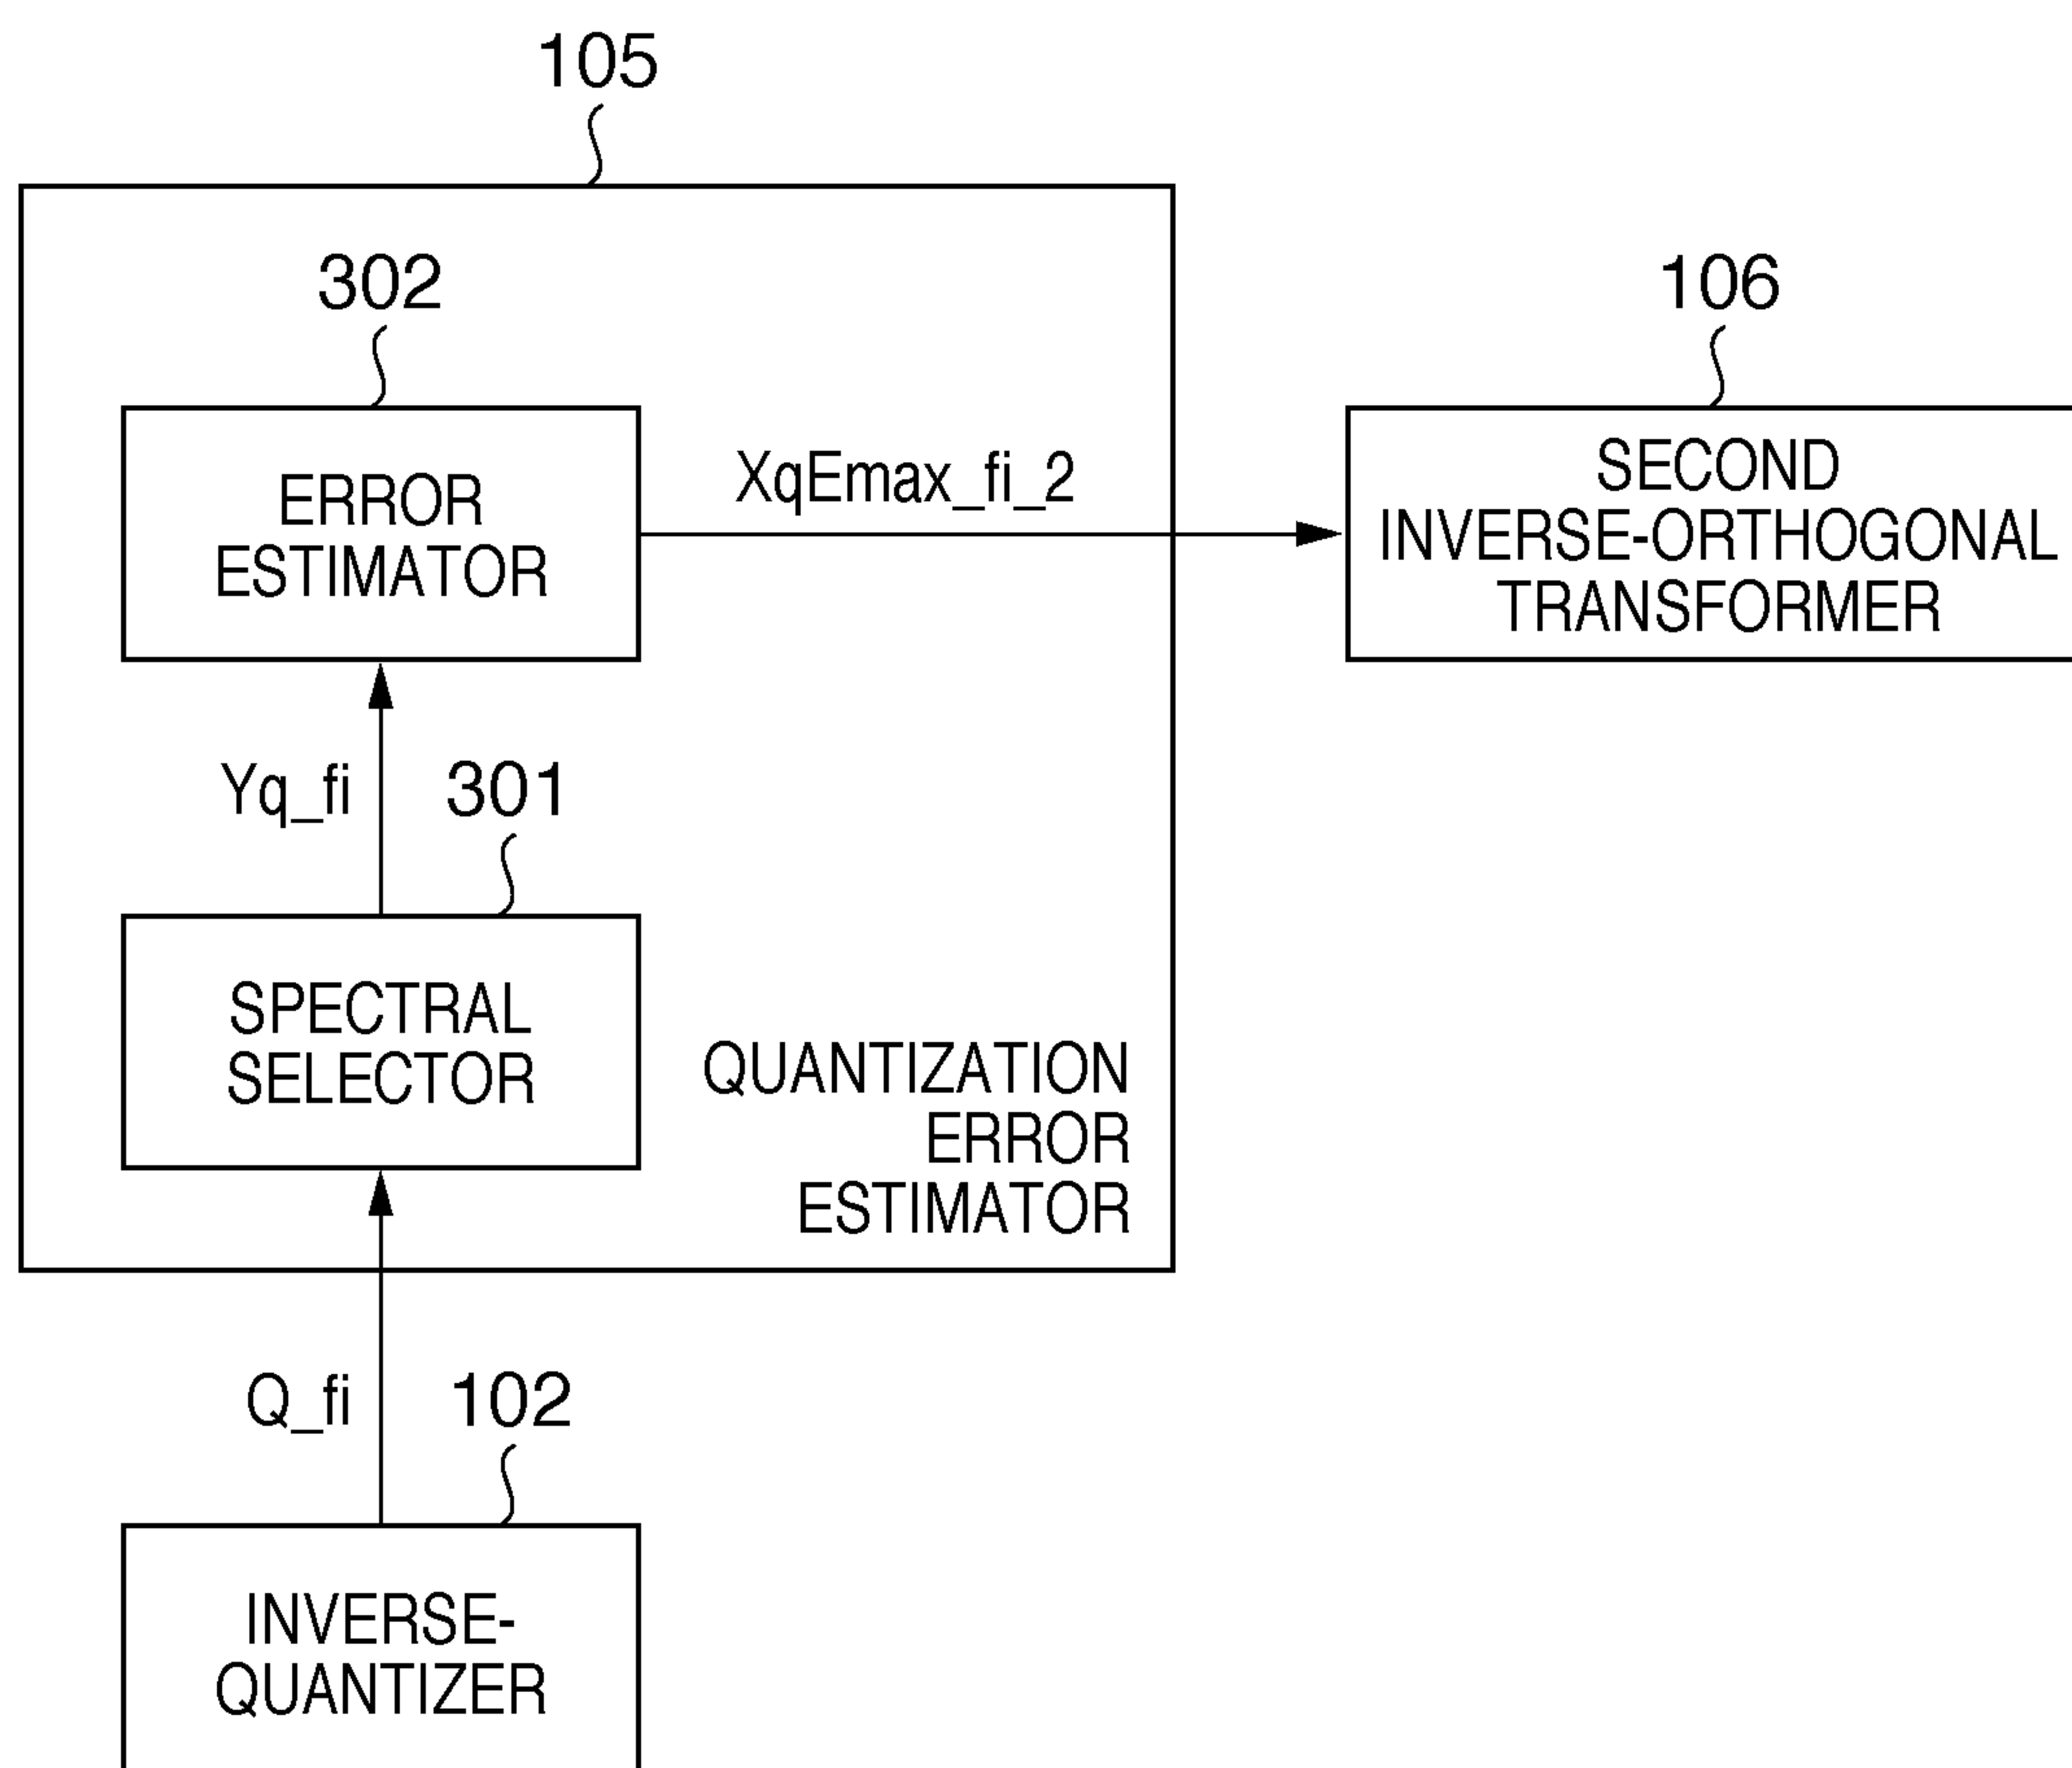 105
302
106
ERROR
ESTIMATOR
XqEmax_fi_2
SECOND
INVERSE-ORTHOGONAL
TRANSFORMER
Yq_fi
301
SPECTRAL
SELECTOR
QUANTIZATION
ERROR
ESTIMATOR
Q_fi
102
INVERSE-
QUANTIZER